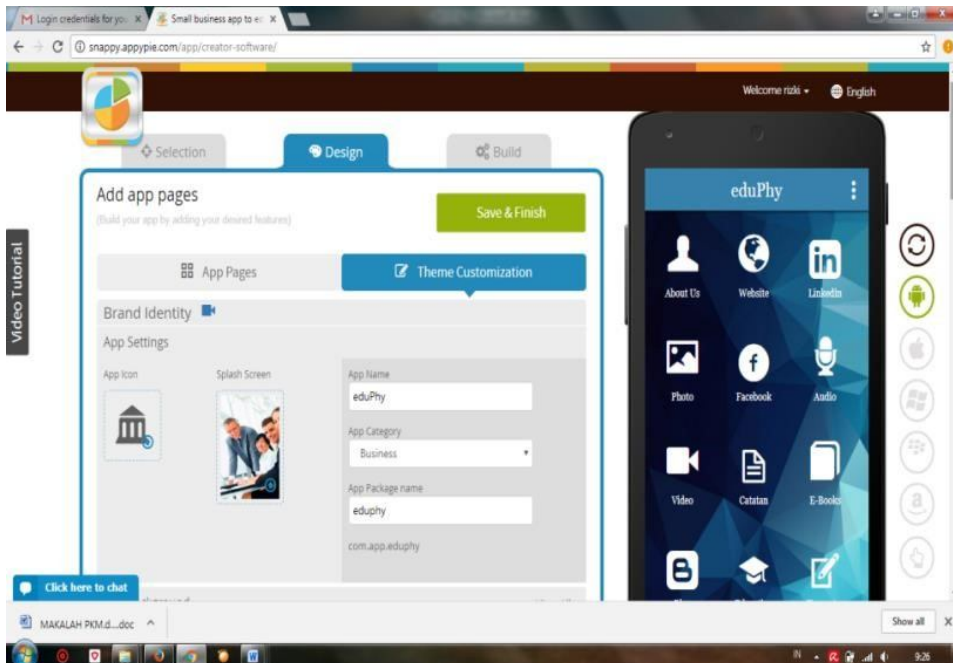 Login credentials for you
Small business app to ec
snappy.appypie.com/app/creator-software/
Welcome rizki
English
Selection
Design
Build
Add app pages
Save & Finish
(Build your app by adding your desired features)
App Pages
Theme Customization
Video Tutorial
Brand Identity
App Settings
App Icon
Splash Screen
App Name
eduPhy
App Category
Business
App Package name
eduphy
com.app.eduphy
eduPhy
About Us
Website
LinkedIn
Photo
Facebook
Audio
Video
Catatan
E-Books
Click here to chat
MAKALAH PKM.d....doc
Show all
IN
9:26